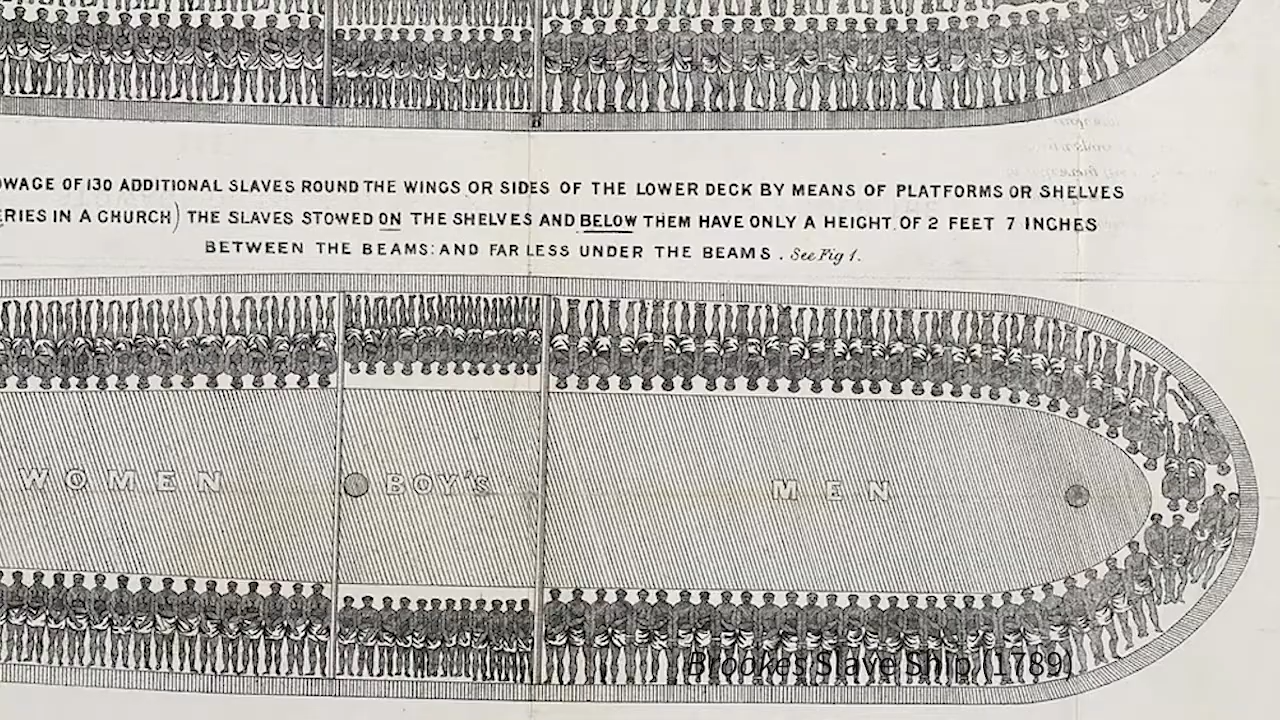 OWAGE OF 130 ADDITIONAL SLAVES ROUND THE WINGS OR SIDES OF THE LOWER DECK BY MEANS OF PLATFORMS OR SHELVES
ERIES IN A CHURCH) THE SLAVES STOWED ON THE SHELVES AND BELOW THEM HAVE ONLY A HEIGHT OF 2 FEET 7 INCHES
BETWEEN THE BEAMS: AND FAR LESS UNDER THE BEAMS. See Fig 1.
WOMEN BOY'S MEN
Brookes Slave Ship (1789)